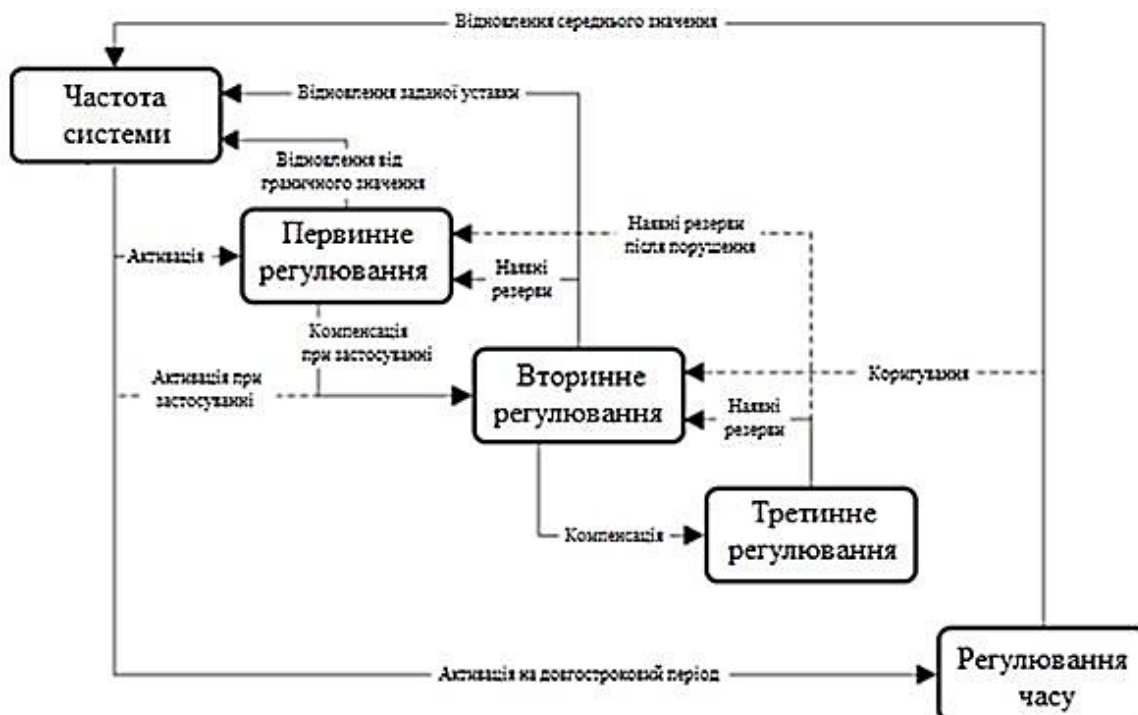 Відновлення середнього значення
Частота
системи
Відновлення заданої уставки
Відновлення від
граничного значення
Первинне
регулювання
Активація
Наявні резерви
після порушення
Наявні
резерви
Компенсація
при застосуванні
Активація при
застосуванні
Вторинне
регулювання
Коригування
Наявні
резерви
Третинне
регулювання
Компенсація
Активація на довгостроковий період
Регулювання
часу